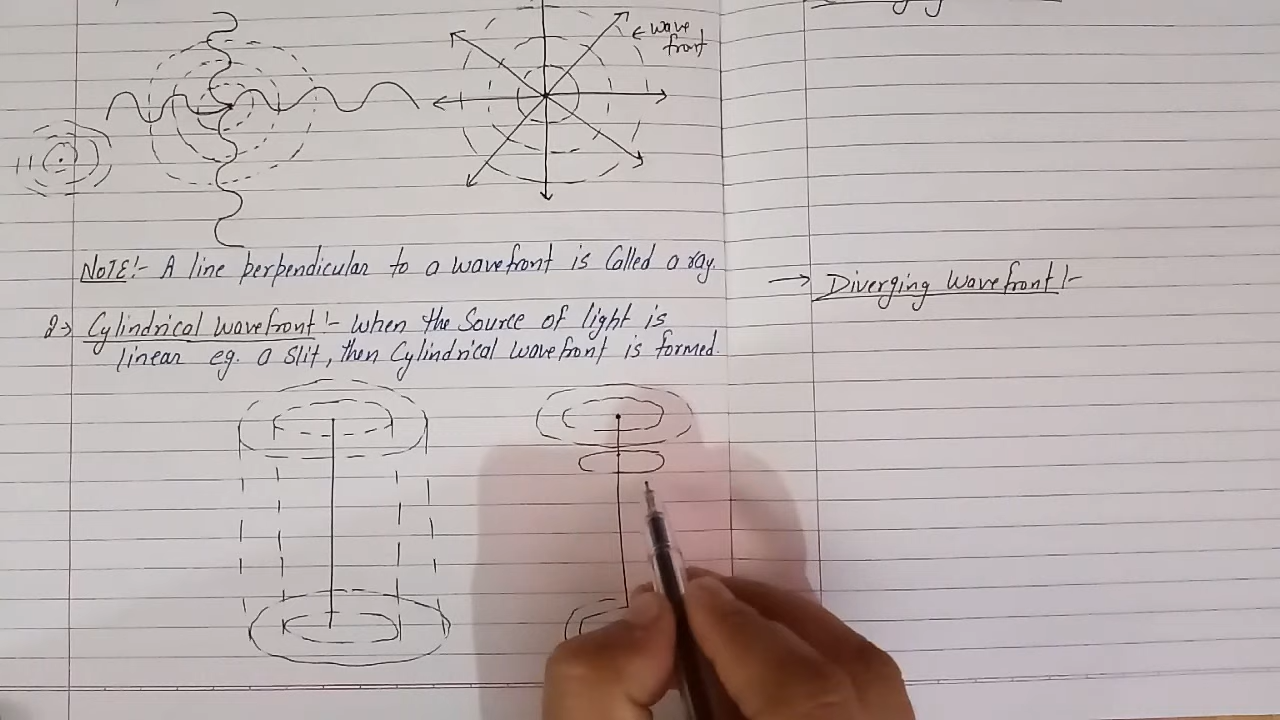 ← wave
front
NOTE!- A line perpendicular to a wavefront is Called a ray.
→ Diverging Wavefront!-
2→ Cylindrical wavefront!- When the Source of light is
linear eg. a slit, then Cylindrical wavefront is formed.